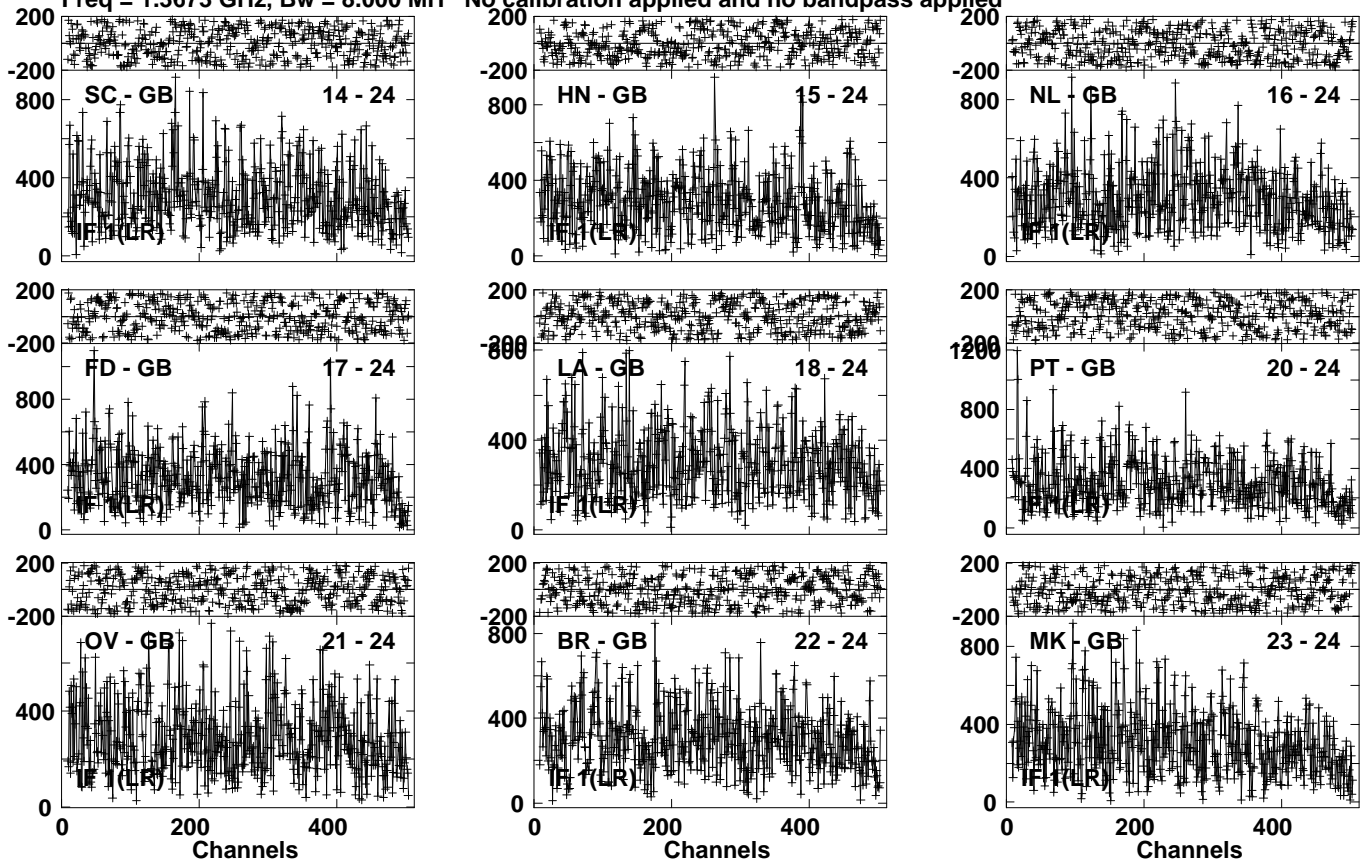 Freq = 1.3673 GHz, Bw = 8.000 MH No calibration applied and no bandpass applied
200
-200
800
400
0
SC - GB 14 - 24
IF 1(LR)
200
-200
800
400
0
HN - GB 15 - 24
IF 1(LR)
200
-200
800
400
0
NL - GB 16 - 24
IF 1(LR)
200
-200
800
400
0
FD - GB 17 - 24
IF 1(LR)
200
-200
800
400
0
LA - GB 18 - 24
IF 1(LR)
200
-200
1200
800
400
0
PT - GB 20 - 24
IF 1(LR)
200
-200
400
0
OV - GB 21 - 24
IF 1(LR)
0 200 400
Channels
200
-200
800
400
0
BR - GB 22 - 24
IF 1(LR)
0 200 400
Channels
200
-200
800
400
0
MK - GB 23 - 24
IF 1(LR)
0 200 400
Channels